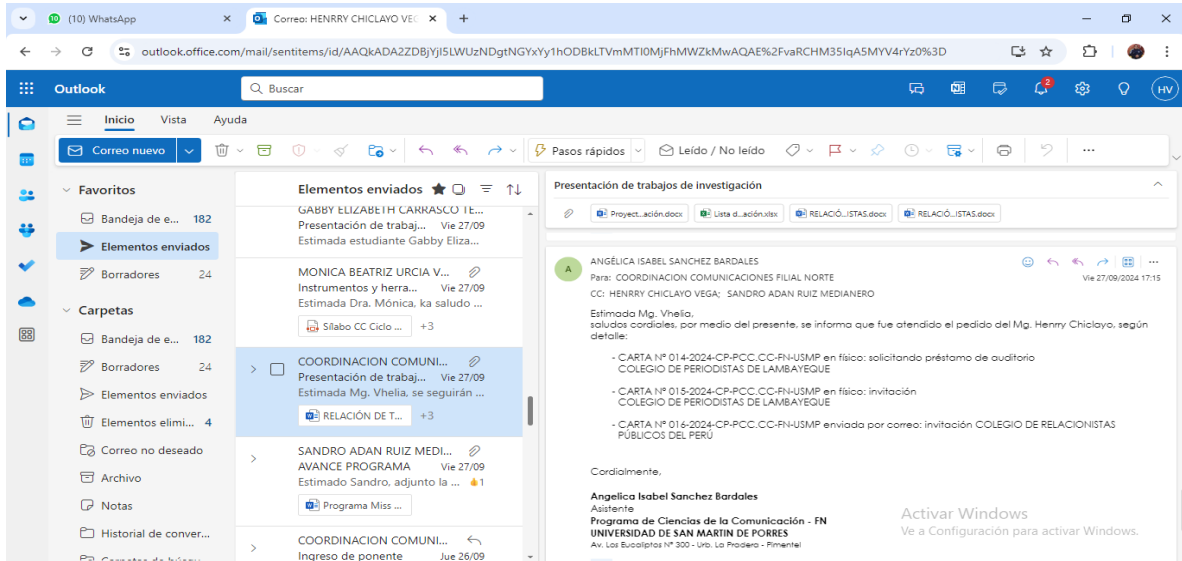 (10) WhatsApp
Correo: HENRRY CHICLAYO VEC
outlook.office.com/mail/sentitems/id/AAQkADA2ZDBjYjI5LWUzNDgtNGYxYy1hODBkLTVmMTI0MjFhMWZkMwAQAE%2FvaRCHM35IqA5MYV4rYz0%3D
Outlook
Buscar
2
HV
Inicio Vista Ayuda
Correo nuevo
Pasos rápidos
Leído / No leído
Favoritos
Bandeja de e... 182
Elementos enviados
Borradores 24
Carpetas
Bandeja de e... 182
Borradores 24
Elementos enviados
Elementos elimi... 4
Correo no deseado
Archivo
Notas
Historial de conver...
Elementos enviados
GABBY ELIZABETH CARRASCO TE...
Presentación de trabaj... Vie 27/09
Estimada estudiante Gabby Eliza...
MONICA BEATRIZ URCIA V...
Instrumentos y herra... Vie 27/09
Estimada Dra. Mónica, ka saludo ...
Sílabo CC Ciclo ... +3
COORDINACION COMUNI...
Presentación de trabaj... Vie 27/09
Estimada Mg. Vhelia, se seguirán ...
RELACIÓN DE T... +3
SANDRO ADAN RUIZ MEDI...
AVANCE PROGRAMA Vie 27/09
Estimado Sandro, adjunto la ... 1
Programa Miss ...
COORDINACION COMUNI...
Ingreso de ponente Jue 26/09
Presentación de trabajos de investigación
Proyect...ación.docx
Lista d...ación.xlsx
RELACIÓ...ISTAS.docx
RELACIÓ...ISTAS.docx
A
ANGÉLICA ISABEL SANCHEZ BARDALES
Para: COORDINACION COMUNICACIONES FILIAL NORTE
CC: HENRRY CHICLAYO VEGA; SANDRO ADAN RUIZ MEDIANERO
Vie 27/09/2024 17:15
Estimada Mg. Vhelia,
saludos cordiales, por medio del presente, se informa que fue atendido el pedido del Mg. Henrry Chiclayo, según
detalle:
- CARTA Nº 014-2024-CP-PCC.CC-FN-USMP en físico: solicitando préstamo de auditorio
COLEGIO DE PERIODISTAS DE LAMBAYEQUE
- CARTA Nº 015-2024-CP-PCC.CC-FN-USMP en físico: invitación
COLEGIO DE PERIODISTAS DE LAMBAYEQUE
- CARTA Nº 016-2024-CP-PCC.CC-FN-USMP enviada por correo: invitación COLEGIO DE RELACIONISTAS
PÚBLICOS DEL PERÚ
Cordialmente,
Angelica Isabel Sanchez Bardales
Asistente
Programa de Ciencias de la Comunicación - FN
UNIVERSIDAD DE SAN MARTIN DE PORRES
Av. Los Eucaliptos Nº 300 - Urb. La Pradera - Pimentel
Activar Windows
Ve a Configuración para activar Windows.